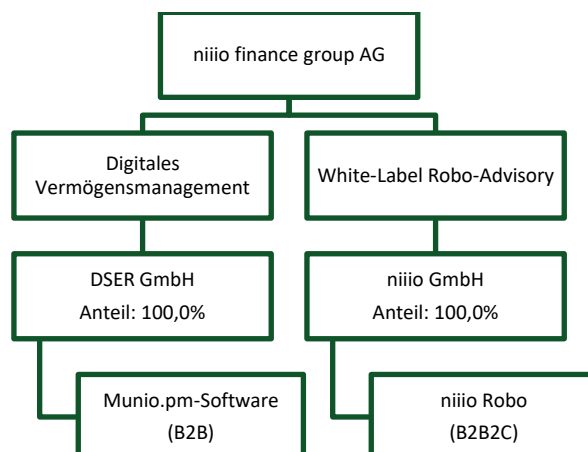 niiio finance group AG
Digitales
Vermögensmanagement
White-Label Robo-Advisory
DSER GmbH
Anteil: 100,0%
niiio GmbH
Anteil: 100,0%
Munio.pm-Software
(B2B)
niiio Robo
(B2B2C)